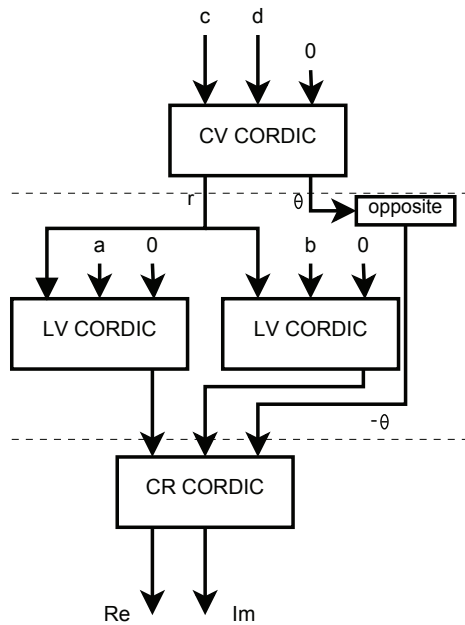 c d
0
CV CORDIC
r θ
opposite
a 0 b 0
LV CORDIC LV CORDIC
-θ
CR CORDIC
Re Im